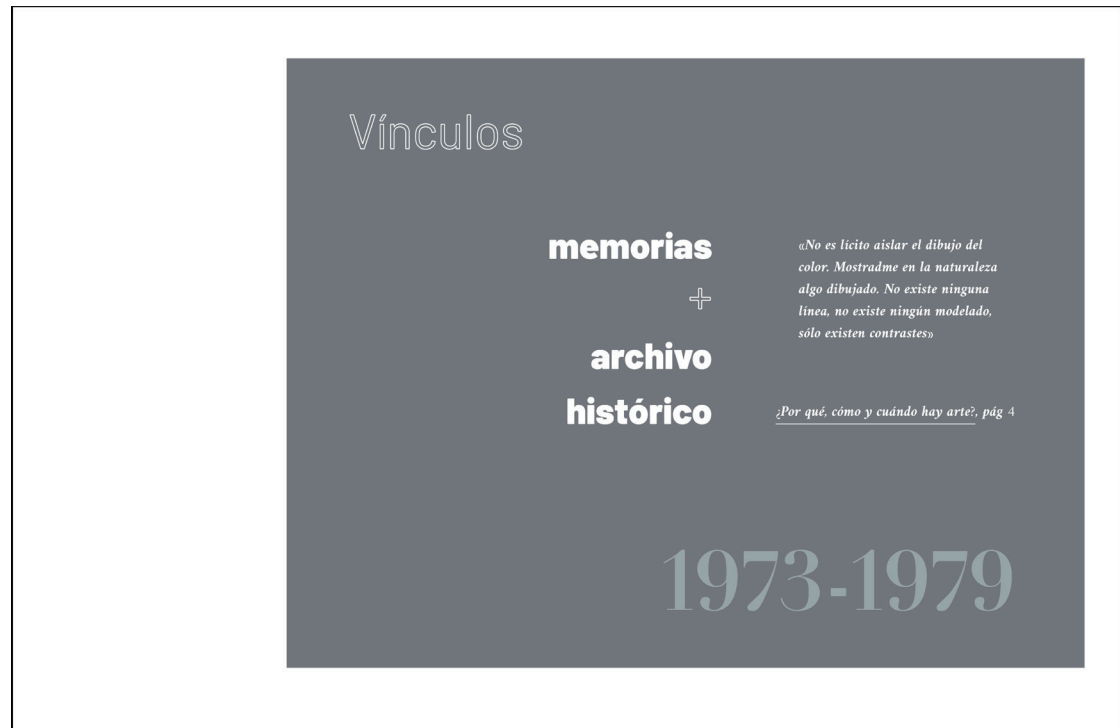 Vínculos
memorias
+
archivo
histórico
«No es lícito aislar el dibujo del
color. Mostradme en la naturaleza
algo dibujado. No existe ninguna
línea, no existe ningún modelado,
sólo existen contrastes»
¿Por qué, cómo y cuándo hay arte?, pág 4
1973-1979